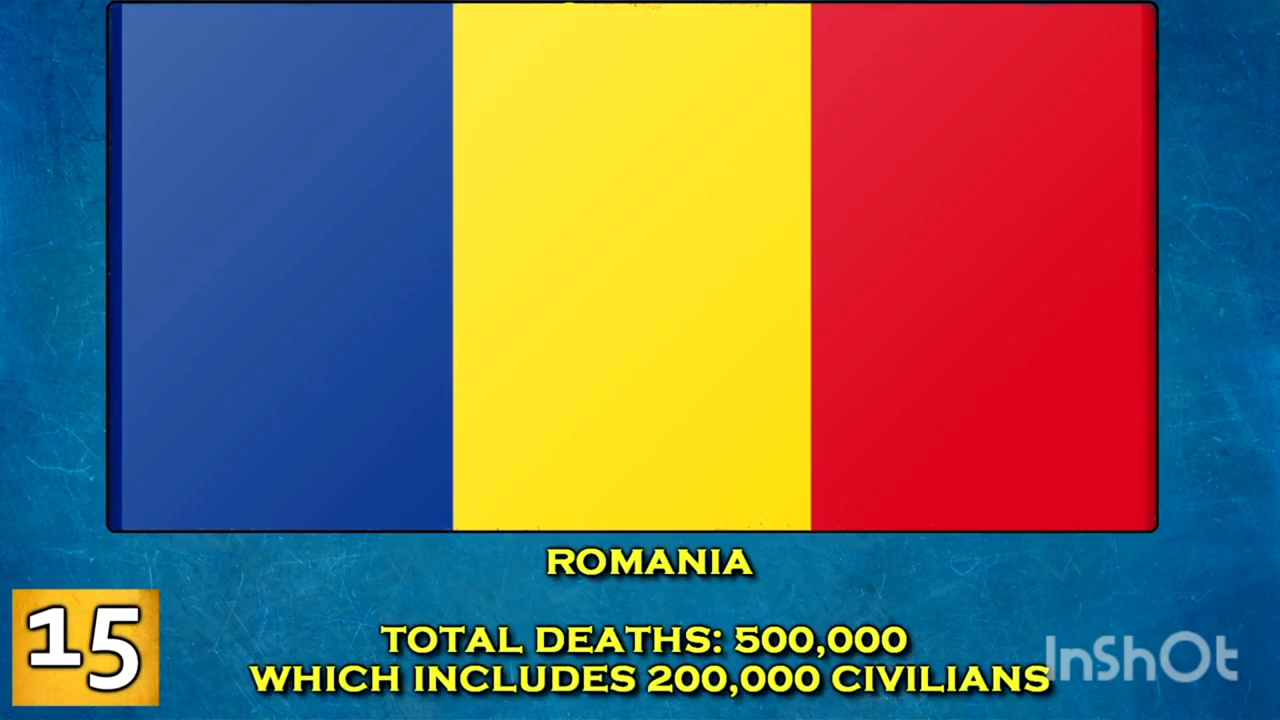 ROMANIA
15
TOTAL DEATHS: 500,000
WHICH INCLUDES 200,000 CIVILIANS
InShOt